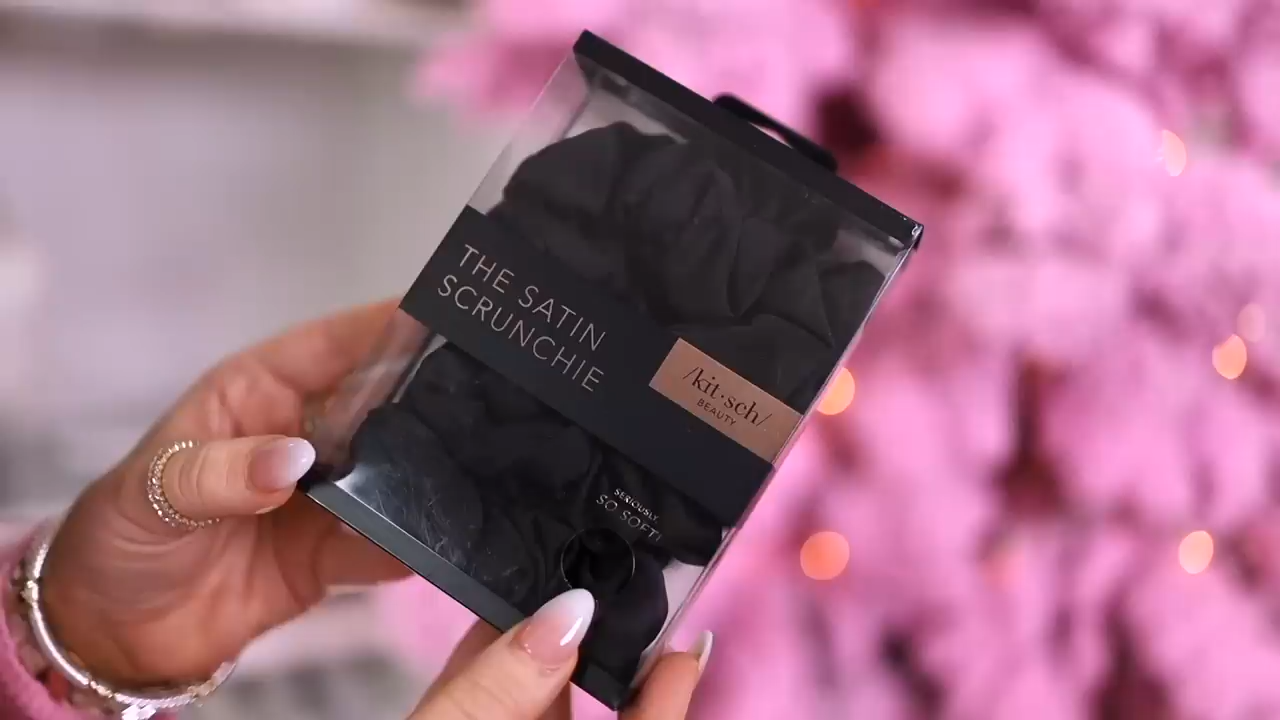 THE SATIN
SCRUNCHIE
/kit·sch/
BEAUTY
SERIOUSLY,
SO SOFT!